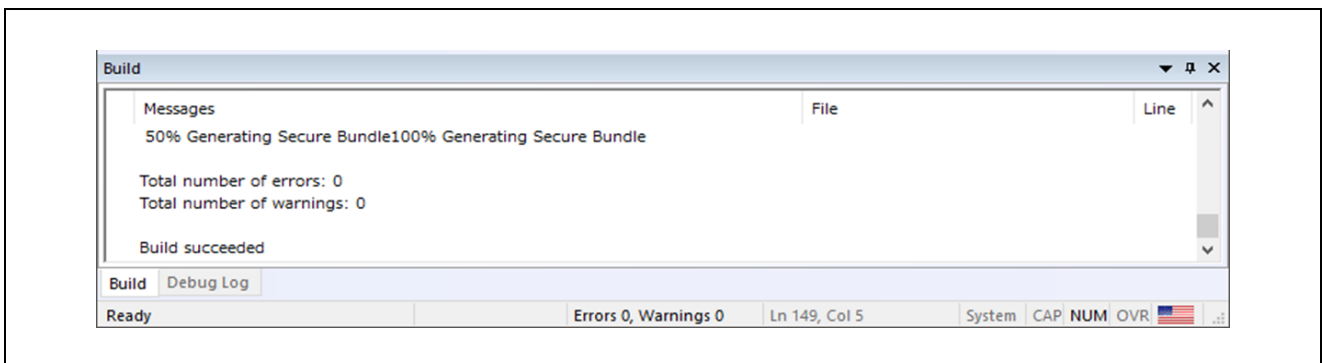 Build
Messages File Line
50% Generating Secure Bundle100% Generating Secure Bundle
Total number of errors: 0
Total number of warnings: 0
Build succeeded
Build Debug Log
Ready Errors 0, Warnings 0 Ln 149, Col 5 System CAP NUM OVR